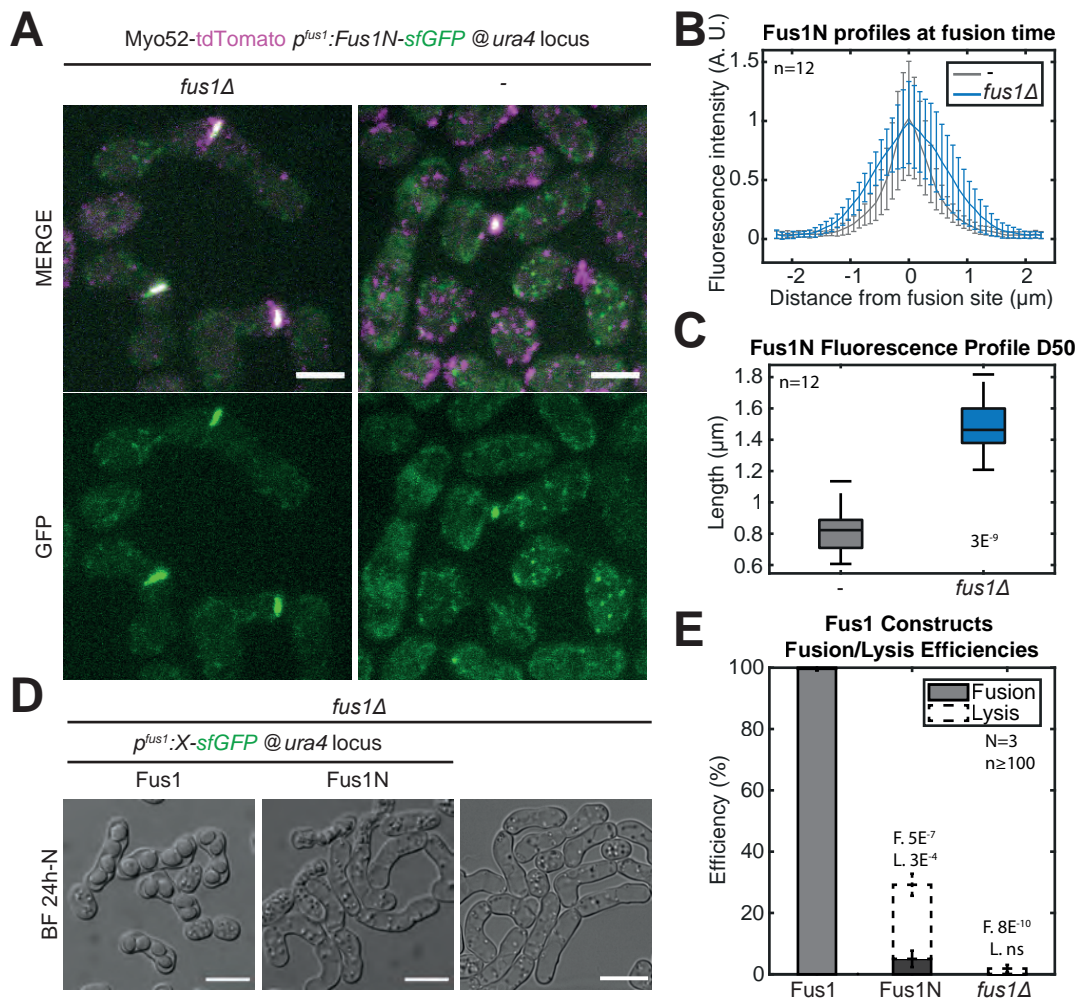 A
Myo52-tdTomato pfus1:Fus1N-sfGFP @ura4 locus
fus1Δ
-
MERGE
GFP
B
Fus1N profiles at fusion time
n=12
-
fus1Δ
Fluorescence intensity (A. U.)
1.5
1
0.5
0
-2
-1
0
1
2
Distance from fusion site (µm)
C
Fus1N Fluorescence Profile D50
n=12
Length (µm)
1.8
1.6
1.4
1.2
1
0.8
0.6
3E-9
-
fus1Δ
D
fus1Δ
pfus1:X-sfGFP @ura4 locus
Fus1
Fus1N
BF 24h-N
E
Fus1 Constructs
Fusion/Lysis Efficiencies
Fusion
Lysis
N=3
n≥100
Efficiency (%)
100
80
60
40
20
0
F. 5E-7
L. 3E-4
F. 8E-10
L. ns
Fus1
Fus1N
fus1Δ